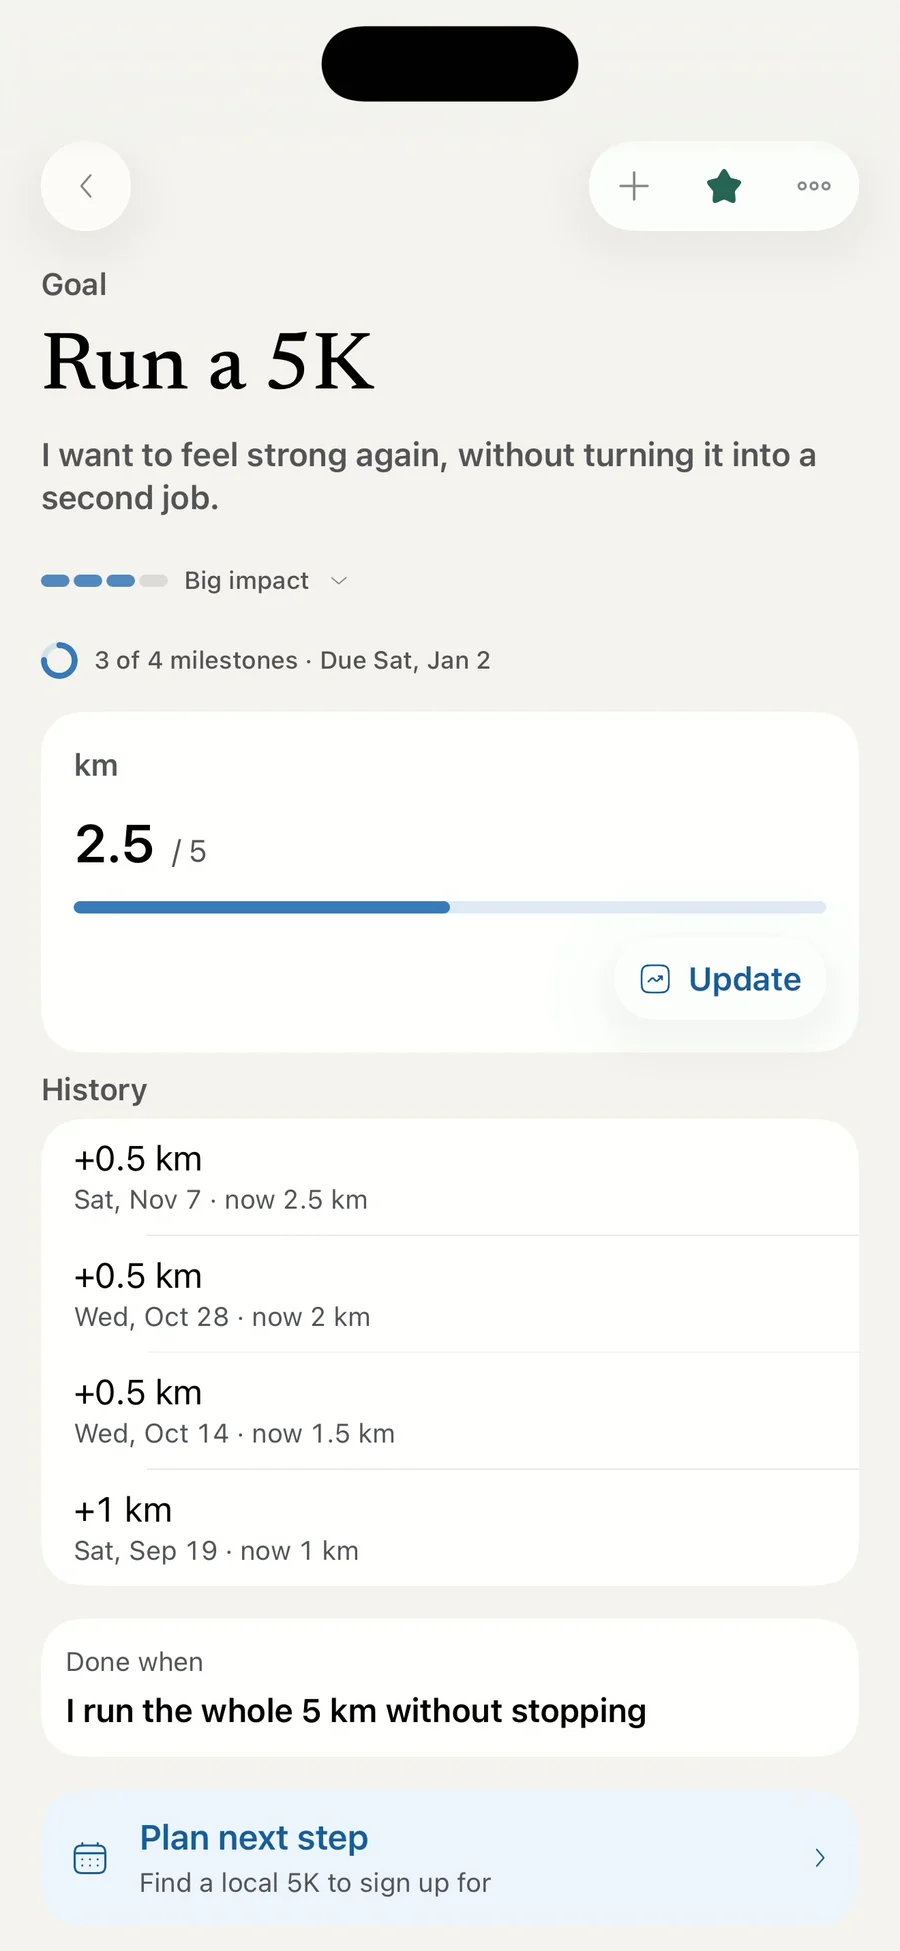 Goal
Run a 5K
I want to feel strong again, without turning it into a
second job.
Big impact
3 of 4 milestones · Due Sat, Jan 2
km
2.5 / 5
Update
History
+0.5 km
Sat, Nov 7 · now 2.5 km
+0.5 km
Wed, Oct 28 · now 2 km
+0.5 km
Wed, Oct 14 · now 1.5 km
+1 km
Sat, Sep 19 · now 1 km
Done when
I run the whole 5 km without stopping
Plan next step
Find a local 5K to sign up for